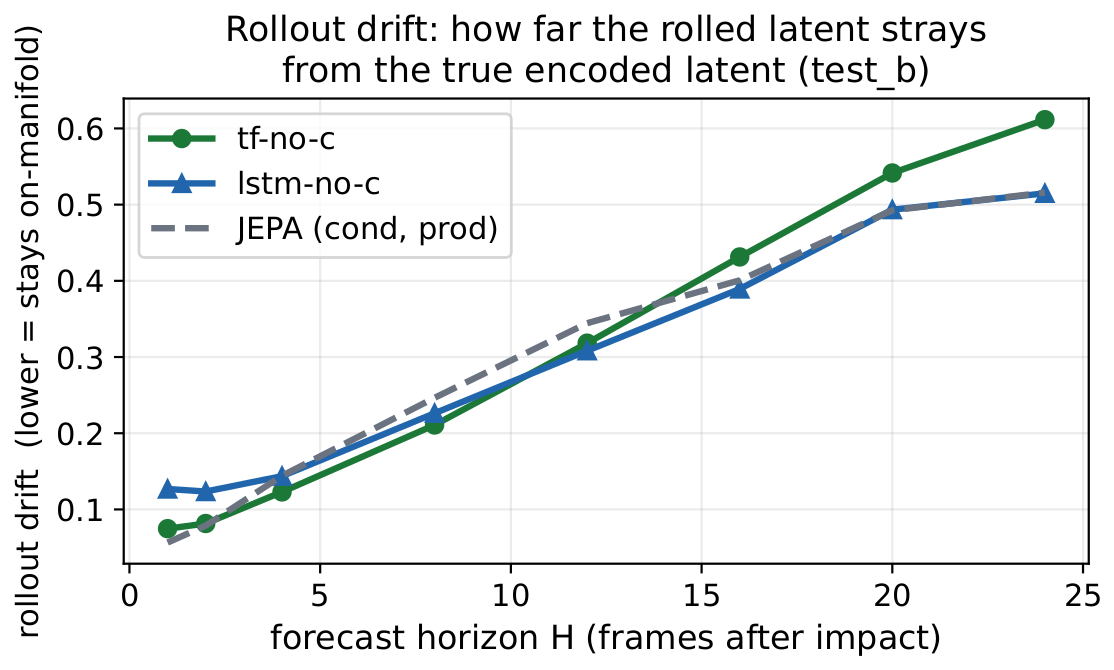 Rollout drift: how far the rolled latent strays
from the true encoded latent (test_b)
rollout drift  (lower = stays on-manifold)
0.6
0.5
0.4
0.3
0.2
0.1
tf-no-c
lstm-no-c
JEPA (cond, prod)
0
5
10
15
20
25
forecast horizon H (frames after impact)